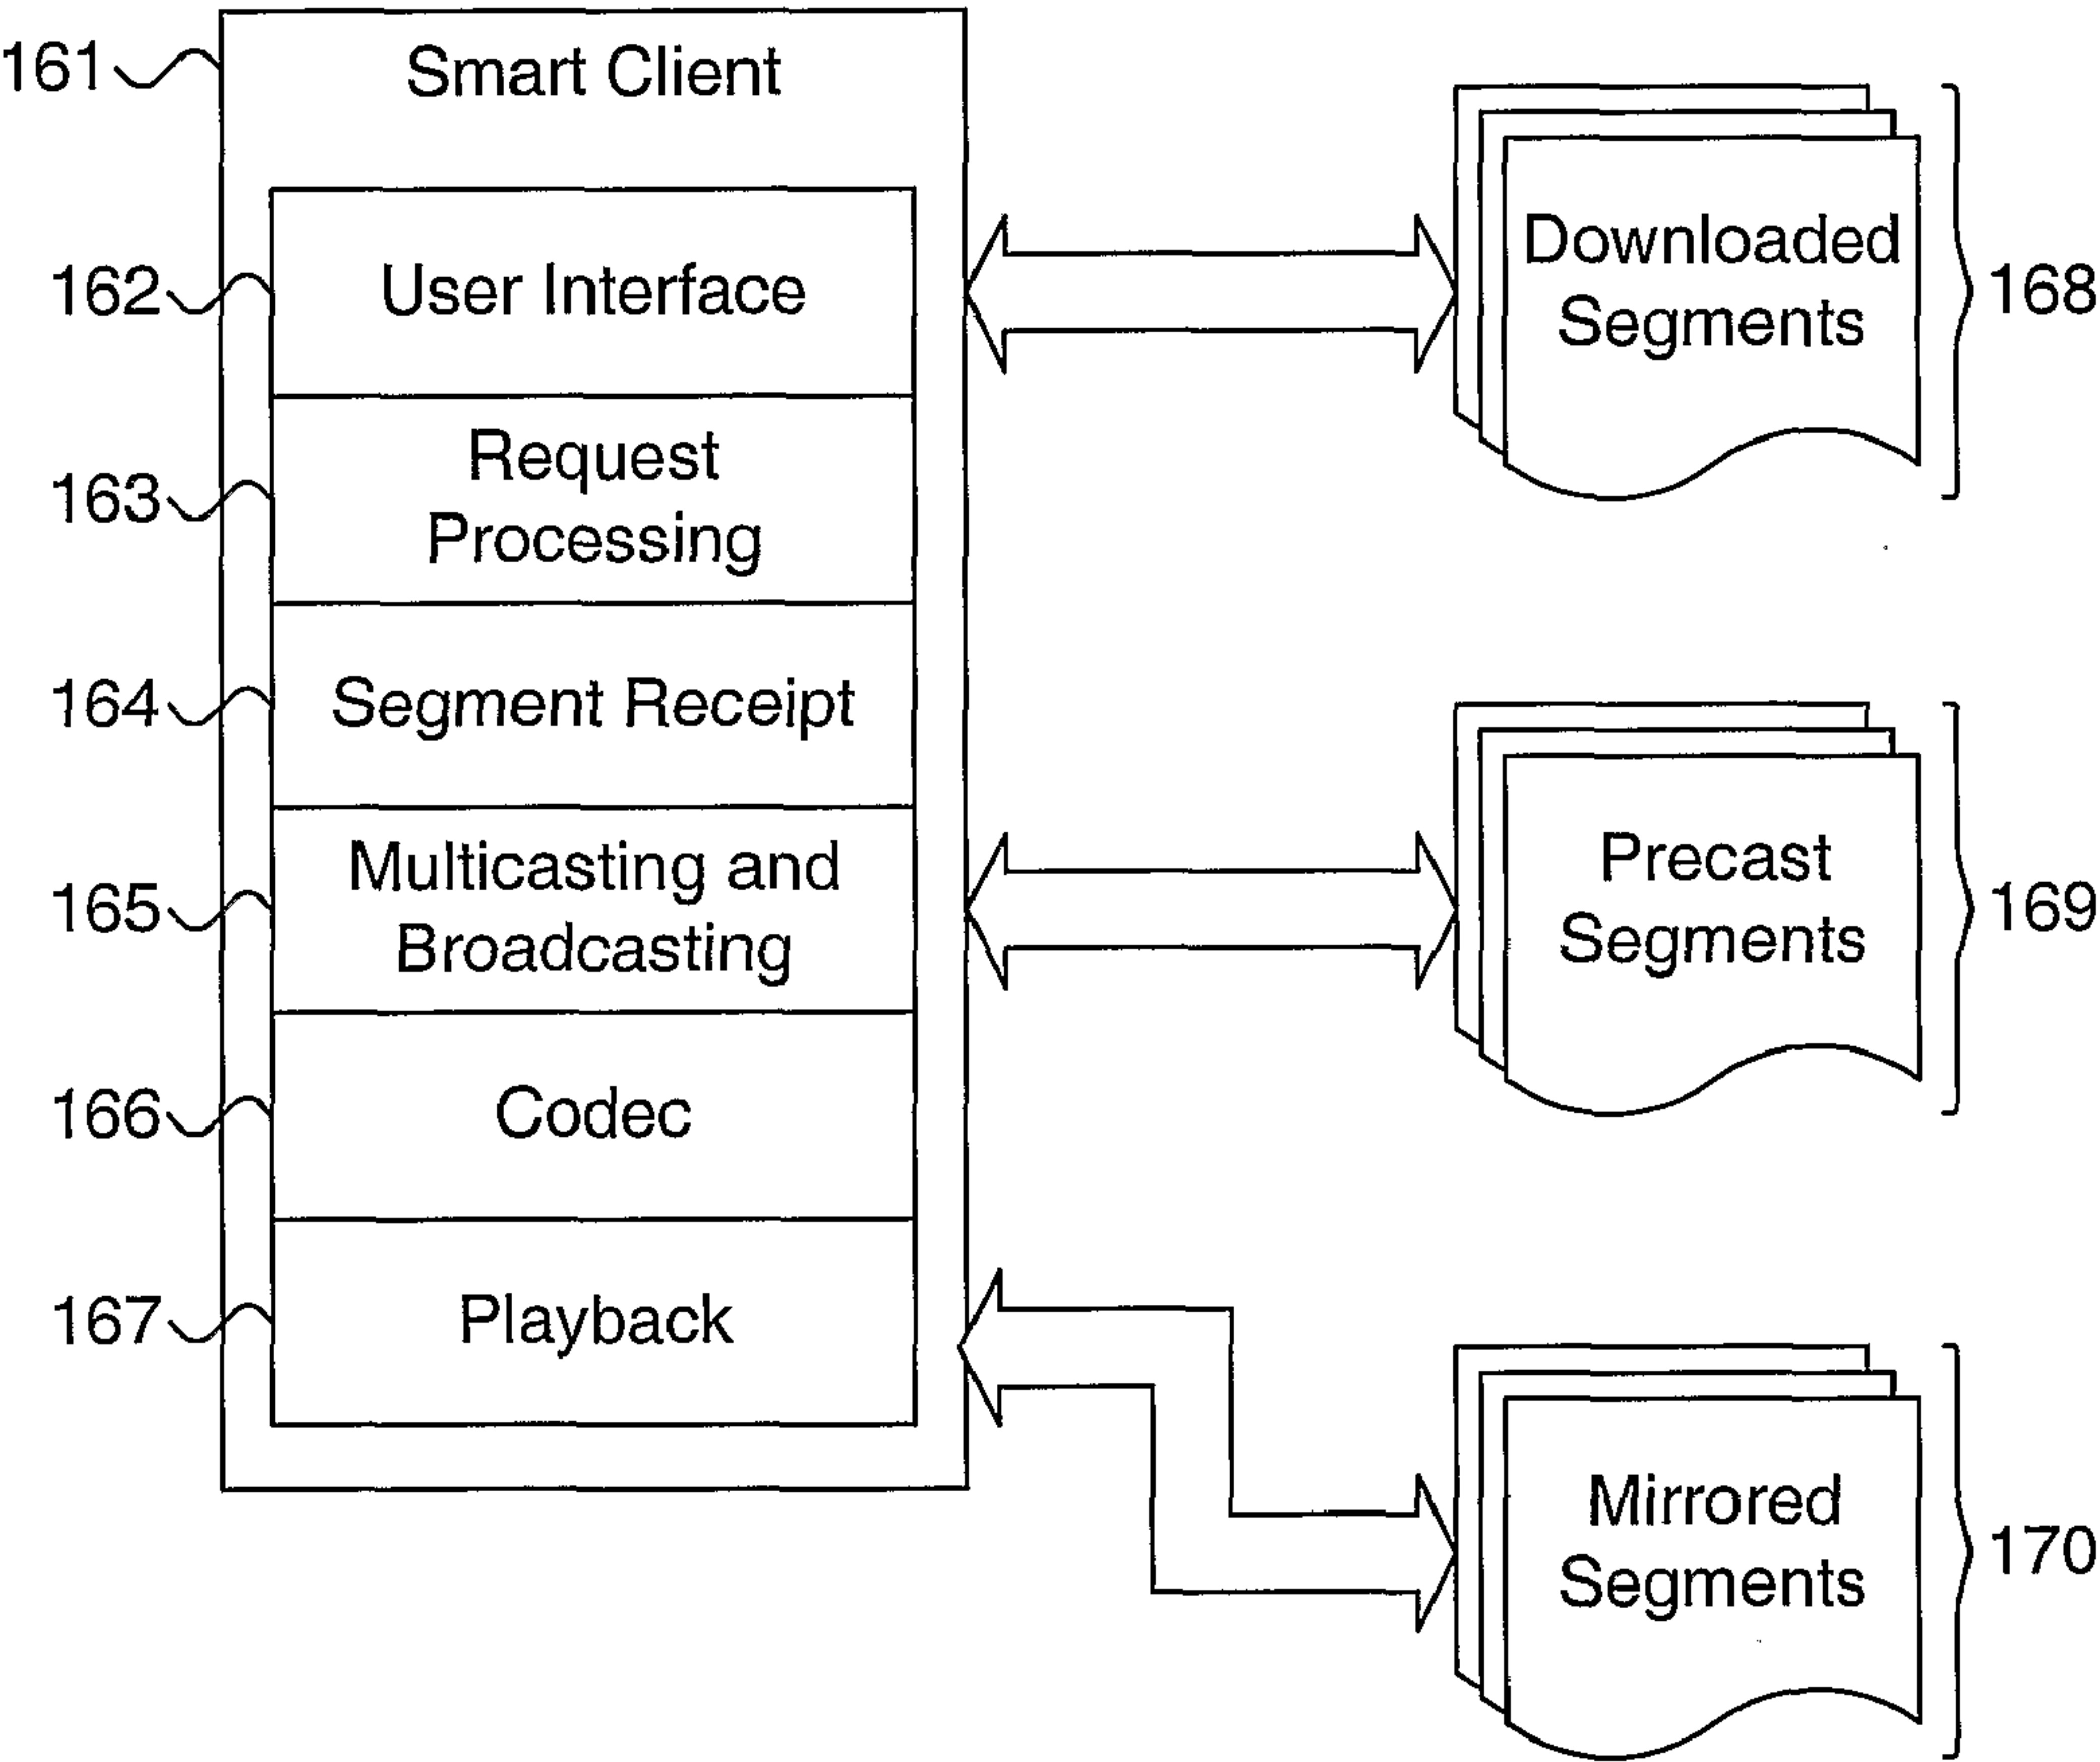 161
Smart Client
162
User Interface
163
Request
Processing
164
Segment Receipt
165
Multicasting and
Broadcasting
166
Codec
167
Playback
Downloaded
Segments
168
Precast
Segments
169
Mirrored
Segments
170